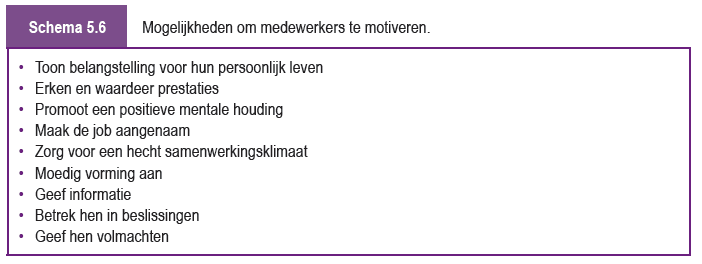 Schema 5.6 Mogelijkheden om medewerkers te motiveren.
• Toon belangstelling voor hun persoonlijk leven
• Erken en waardeer prestaties
• Promoot een positieve mentale houding
• Maak de job aangenaam
• Zorg voor een hecht samenwerkingsklimaat
• Moedig vorming aan
• Geef informatie
• Betrek hen in beslissingen
• Geef hen volmachten